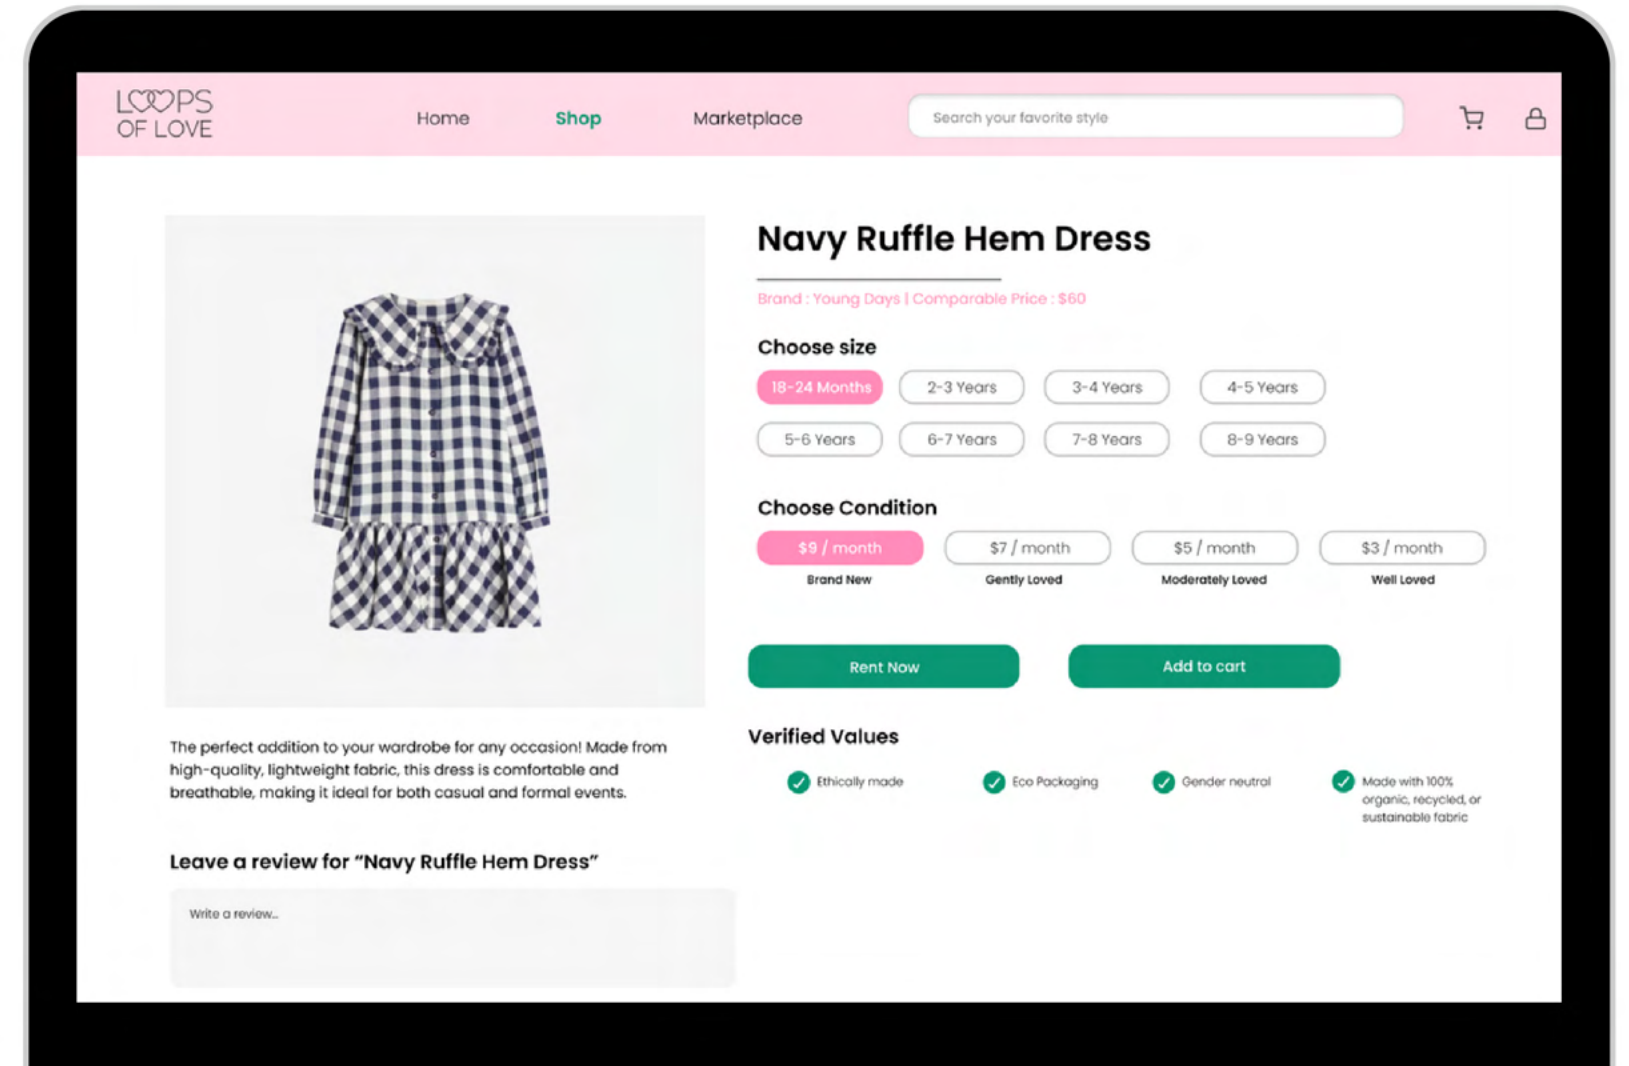 LOOPS
OF LOVE
Home
Shop
Marketplace
Search your favorite style
Navy Ruffle Hem Dress
Brand : Young Days | Comparable Price : $60
Choose size
18-24 Months
2-3 Years
3-4 Years
4-5 Years
5-6 Years
6-7 Years
7-8 Years
8-9 Years
Choose Condition
$9 / month
$7 / month
$5 / month
$3 / month
Brand New
Gently Loved
Moderately Loved
Well Loved
Rent Now
Add to cart
Verified Values
Ethically made
Eco Packaging
Gender neutral
Made with 100%
organic, recycled, or
sustainable fabric
The perfect addition to your wardrobe for any occasion! Made from
high-quality, lightweight fabric, this dress is comfortable and
breathable, making it ideal for both casual and formal events.
Leave a review for “Navy Ruffle Hem Dress”
Write a review...